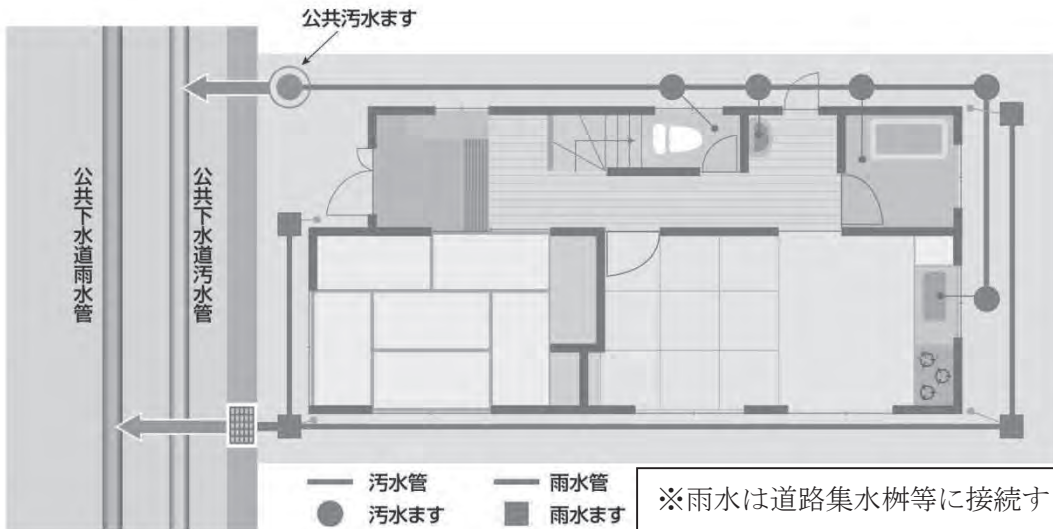 公共汚水ます
公共下水道雨水管
公共下水道汚水管
汚水管
雨水管
汚水ます
雨水ます
※雨水は道路集水桝等に接続す